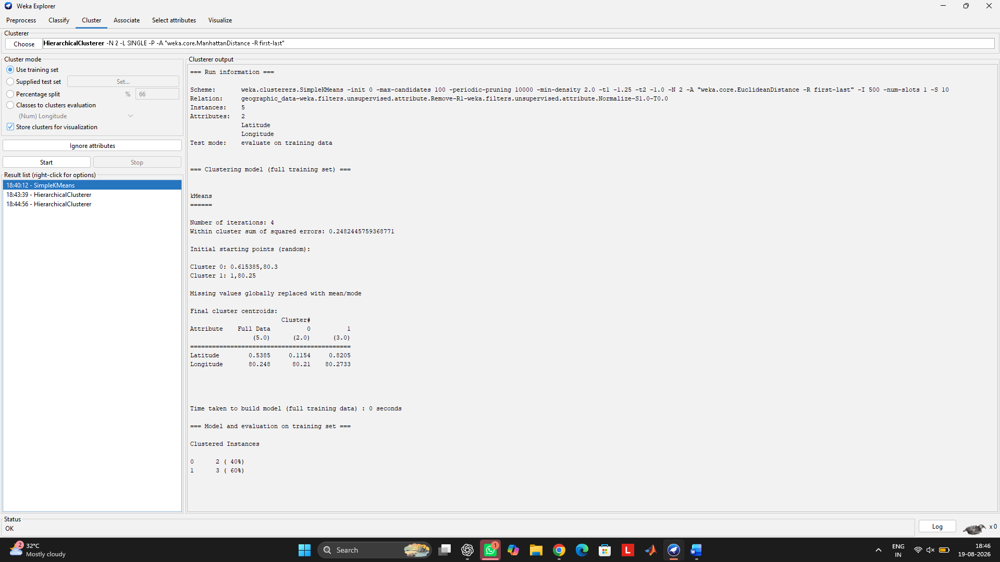 Weka Explorer
Preprocess Classify Cluster Associate Select attributes Visualize
Clusterer
Choose HierarchicalClusterer -N 2 -L SINGLE -P -A "weka.core.ManhattanDistance -R first-last"
Cluster mode
Use training set
Supplied test set Set...
Percentage split % 66
Classes to clusters evaluation
(Num) Longitude
Store clusters for visualization
Ignore attributes
Start Stop
Result list (right-click for options)
18:40:12 - SimpleKMeans
18:43:39 - HierarchicalClusterer
18:44:56 - HierarchicalClusterer
Clusterer output
=== Run information ===
Scheme: weka.clusterers.SimpleKMeans -init 0 -max-candidates 100 -periodic-pruning 10000 -min-density 2.0 -t1 -1.25 -t2 -1.0 -N 2 -A "weka.core.EuclideanDistance -R first-last" -I 500 -num-slots 1 -S 10
Relation: geographic_data-weka.filters.unsupervised.attribute.Remove-R1-weka.filters.unsupervised.attribute.Normalize-S1.0-T0.0
Instances: 5
Attributes: 2
Latitude
Longitude
Test mode: evaluate on training data
=== Clustering model (full training set) ===
kMeans
======
Number of iterations: 4
Within cluster sum of squared errors: 0.2482445759368771
Initial starting points (random):
Cluster 0: 0.615385,80.3
Cluster 1: 1,80.25
Missing values globally replaced with mean/mode
Final cluster centroids:
Cluster#
Attribute Full Data 0 1
(5.0) (2.0) (3.0)
============================================
Latitude 0.5385 0.1154 0.8205
Longitude 80.248 80.21 80.2733
Time taken to build model (full training data) : 0 seconds
=== Model and evaluation on training set ===
Clustered Instances
0 2 ( 40%)
1 3 ( 60%)
Status
OK
Log x 0
2
32°C
Mostly cloudy
Search
1
L
W
ENG
IN
18:46
19-08-2026